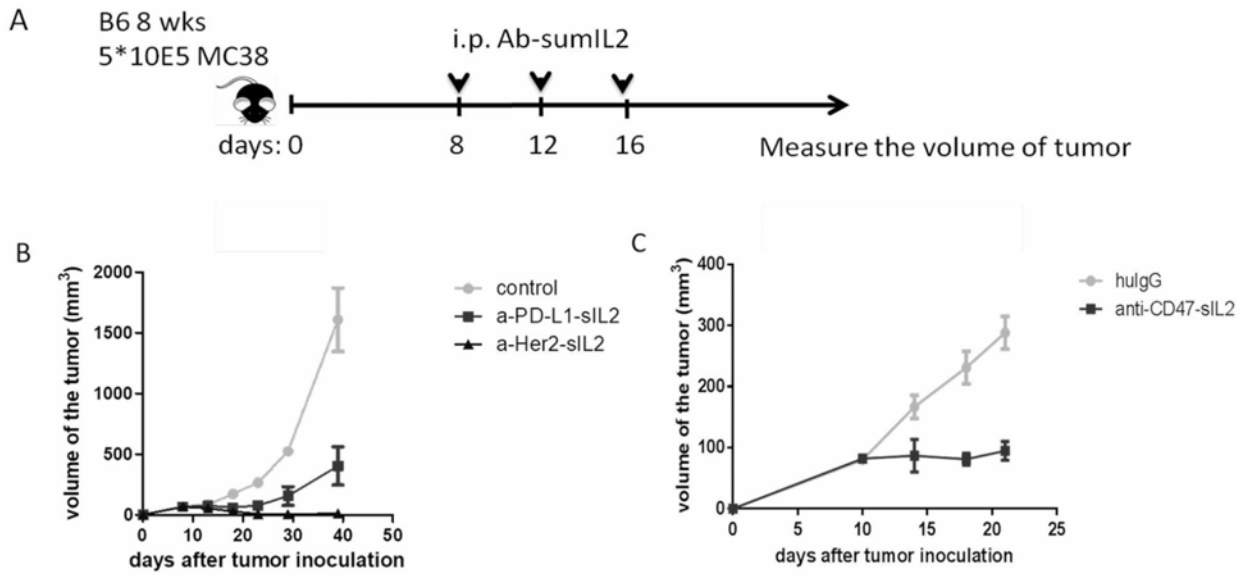 A
B6 8 wks
5*10E5 MC38
i.p. Ab-sumIL2
days: 0
8
12
16
Measure the volume of tumor
B
volume of the tumor (mm³)
2000
1500
1000
500
0
0 10 20 30 40 50
days after tumor inoculation
control
a-PD-L1-sIL2
a-Her2-sIL2
C
volume of the tumor (mm³)
400
300
200
100
0
0 5 10 15 20 25
days after tumor inoculation
huIgG
anti-CD47-sIL2